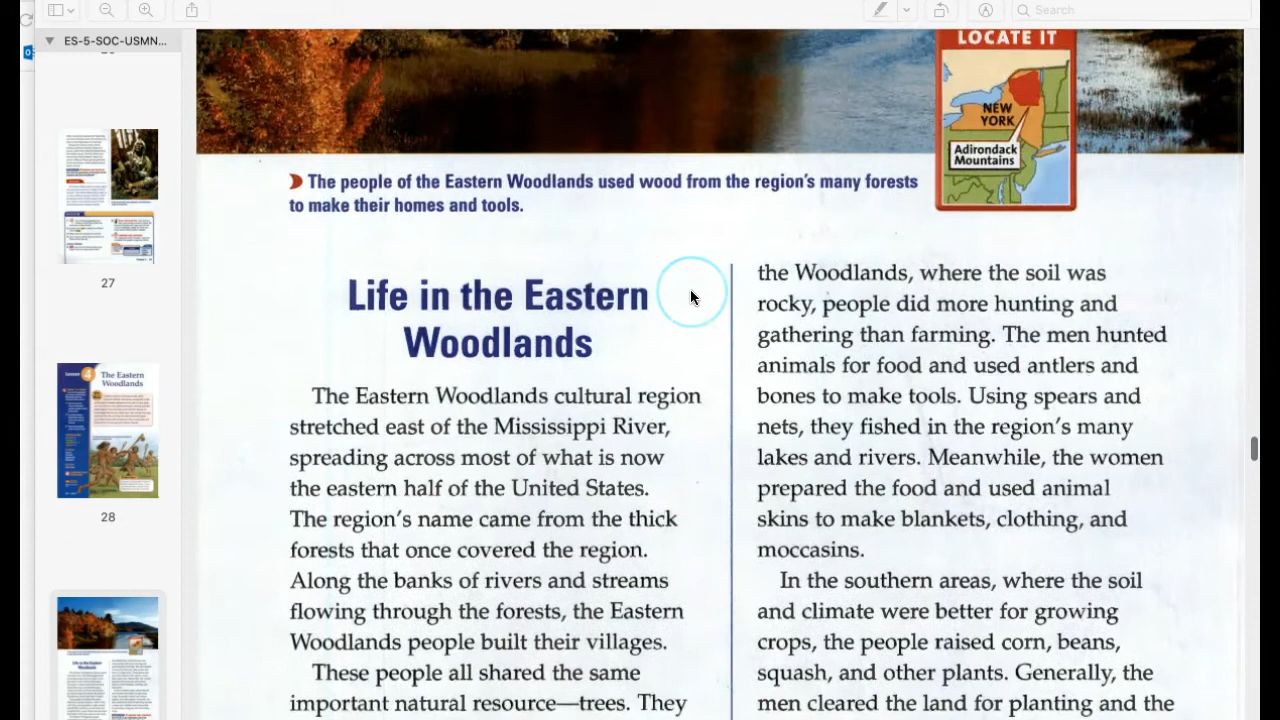 ES-5-SOC-USMN...
Search
27
28
LOCATE IT
NEW
YORK
Adirondack
Mountains
The people of the Eastern Woodlands used wood from the region's many forests
to make their homes and tools.
Life in the Eastern
Woodlands
The Eastern Woodlands cultural region
stretched east of the Mississippi River,
spreading across most of what is now
the eastern half of the United States.
The region's name came from the thick
forests that once covered the region.
Along the banks of rivers and streams
flowing through the forests, the Eastern
Woodlands people built their villages.
These people shared the same
important natural resource—trees. They
the Woodlands, where the soil was
rocky, people did more hunting and
gathering than farming. The men hunted
animals for food and used antlers and
bones to make tools. Using spears and
nets, they fished in the region's many
lakes and rivers. Meanwhile, the women
prepared the food and used animal
skins to make blankets, clothing, and
moccasins.
In the southern areas, where the soil
and climate were better for growing
crops, the people raised corn, beans,
squash, and other plants. Generally, the
men cleared the land for planting and the
The Eastern
Woodlands